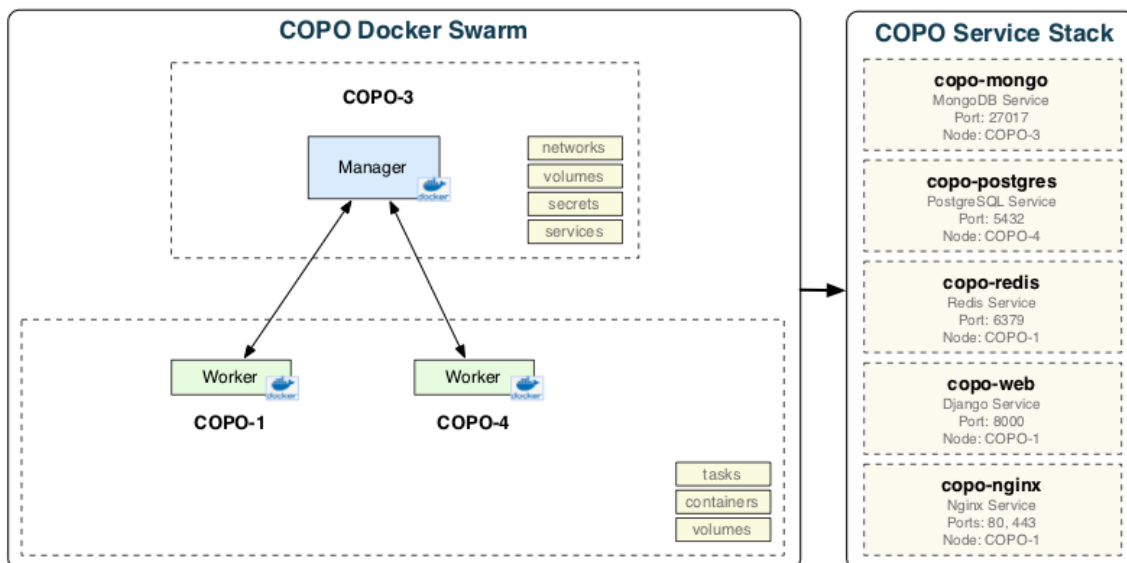 COPO Docker Swarm
COPO-3
Manager
docker
networks
volumes
secrets
services
Worker
docker
COPO-1
Worker
docker
COPO-4
tasks
containers
volumes
COPO Service Stack
copo-mongo
MongoDB Service
Port: 27017
Node: COPO-3
copo-postgres
PostgreSQL Service
Port: 5432
Node: COPO-4
copo-redis
Redis Service
Port: 6379
Node: COPO-1
copo-web
Django Service
Port: 8000
Node: COPO-1
copo-nginx
Nginx Service
Ports: 80, 443
Node: COPO-1